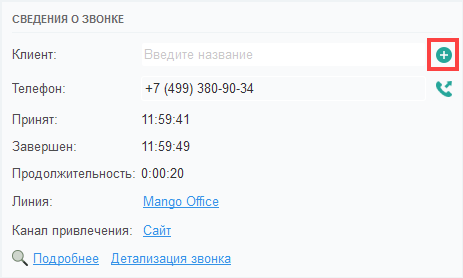 СВЕДЕНИЯ О ЗВОНКЕ
Клиент: Введите название
Телефон: +7 (499) 380-90-34
Принят: 11:59:41
Завершен: 11:59:49
Продолжительность: 0:00:20
Линия: Mango Office
Канал привлечения: Сайт
Подробнее Детализация звонка